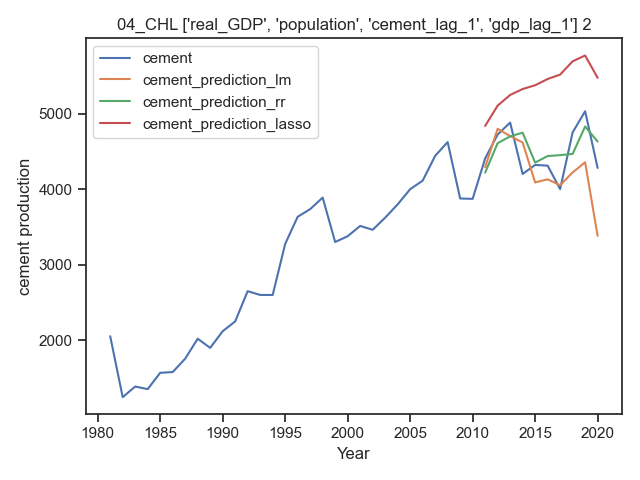 04_CHL ['real_GDP', 'population', 'cement_lag_1', 'gdp_lag_1'] 2
cement
cement_prediction_lm
cement_prediction_rr
cement_prediction_lasso
5000
4000
3000
2000
cement production
1980
1985
1990
1995
2000
2005
2010
2015
2020
Year